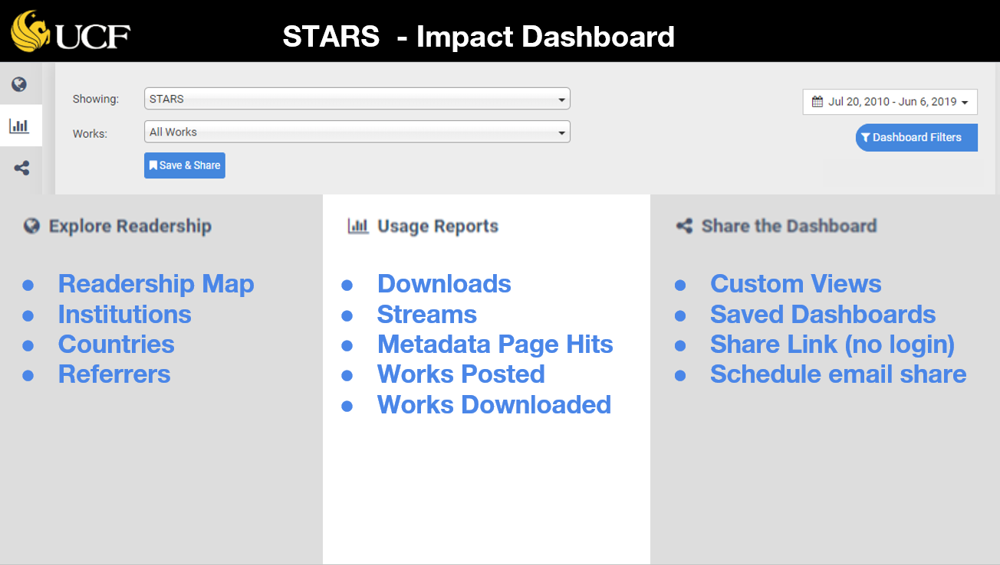 UCF
STARS - Impact Dashboard
Showing:
STARS
Jul 20, 2010 - Jun 6, 2019
Works:
All Works
Dashboard Filters
Save & Share
Explore Readership
● Readership Map
● Institutions
● Countries
● Referrers
Usage Reports
● Downloads
● Streams
● Metadata Page Hits
● Works Posted
● Works Downloaded
Share the Dashboard
● Custom Views
● Saved Dashboards
● Share Link (no login)
● Schedule email share